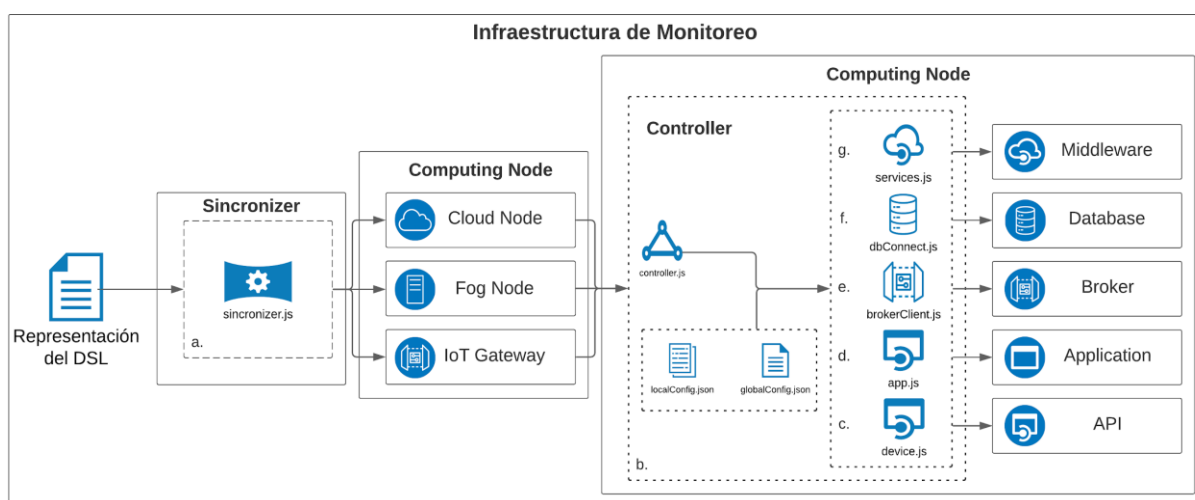 Infraestructura de Monitoreo
Representación
del DSL
Sincronizer
sincronizer.js
a.
Computing Node
Cloud Node
Fog Node
IoT Gateway
Computing Node
Controller
controller.js
localConfig.json
globalConfig.json
b.
g.
services.js
f.
dbConnect.js
e.
brokerClient.js
d.
app.js
c.
device.js
Middleware
Database
Broker
Application
API